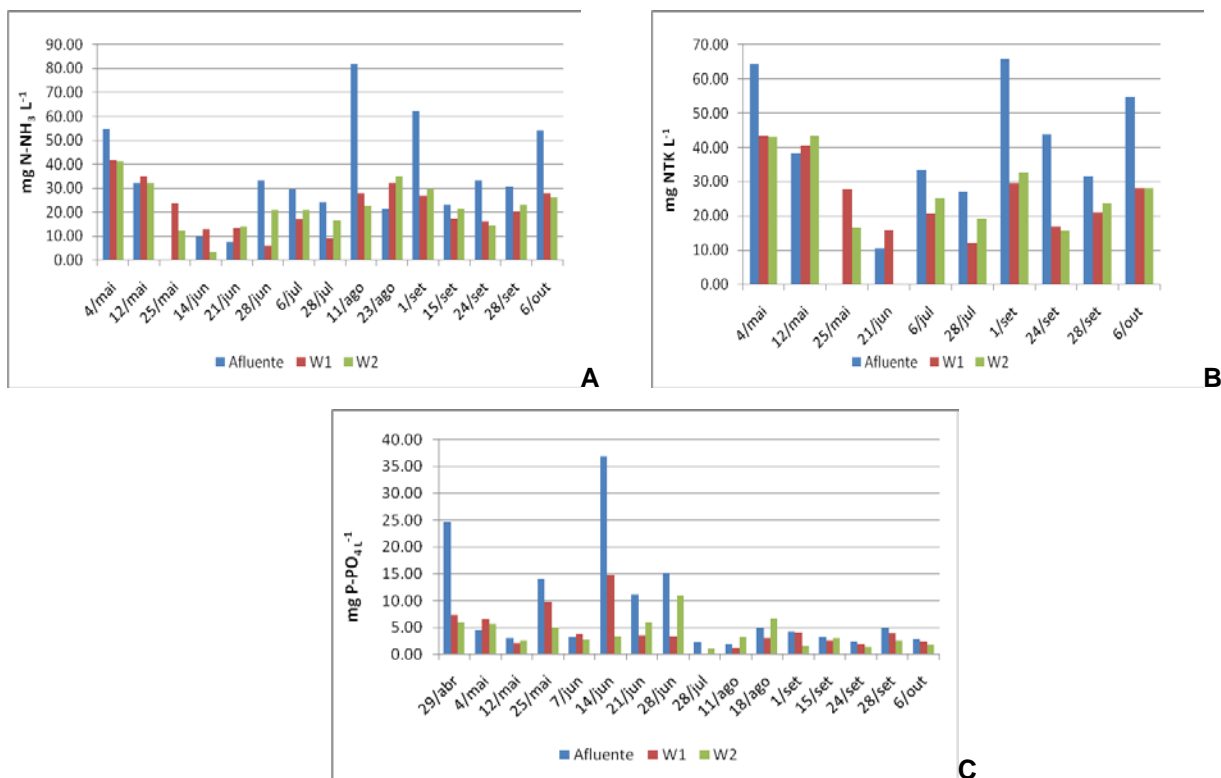 mg N-NH3 L-1
90.00
80.00
70.00
60.00
50.00
40.00
30.00
20.00
10.00
0.00
4/mai
12/mai
25/mai
14/jun
21/jun
28/jun
6/jul
28/jul
11/ago
23/ago
1/set
15/set
24/set
28/set
6/out
Afluente W1 W2
A
mg NTK L-1
70.00
60.00
50.00
40.00
30.00
20.00
10.00
0.00
4/mai
12/mai
25/mai
21/jun
6/jul
28/jul
1/set
24/set
28/set
6/out
Afluente W1 W2
B
mg P-PO4 L-1
40.00
35.00
30.00
25.00
20.00
15.00
10.00
5.00
0.00
29/abr
4/mai
12/mai
25/mai
7/jun
14/jun
21/jun
28/jun
28/jul
11/ago
18/ago
1/set
15/set
24/set
28/set
6/out
Afluente W1 W2
C